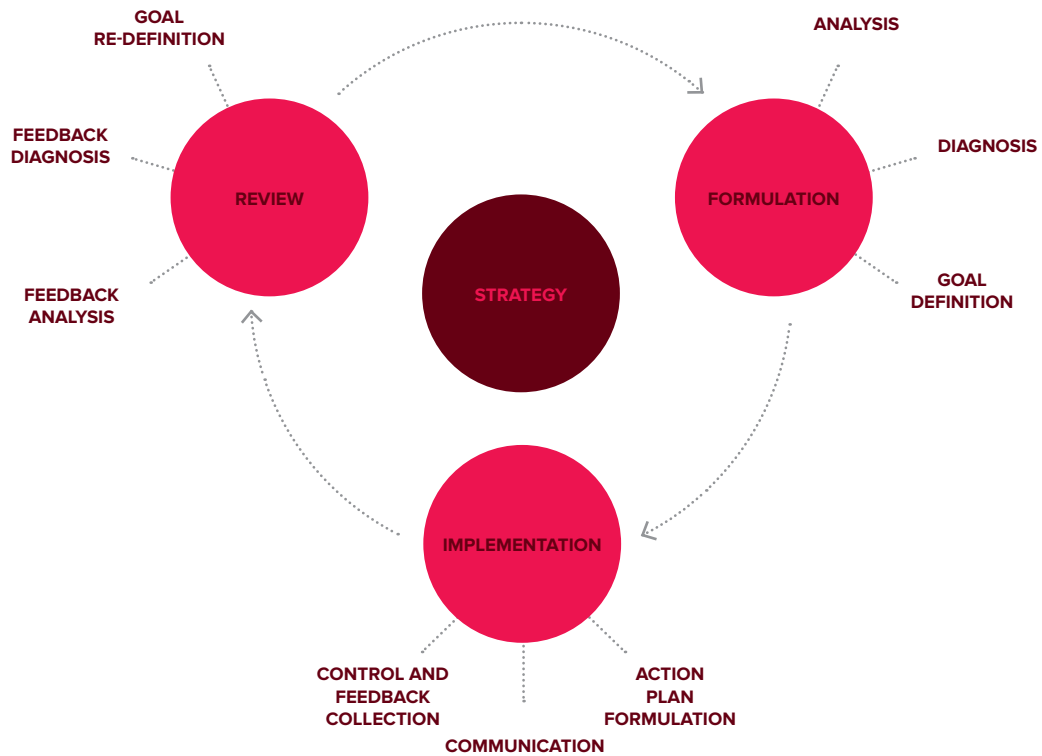 GOAL
RE-DEFINITION
ANALYSIS
FEEDBACK
DIAGNOSIS
DIAGNOSIS
REVIEW
FORMULATION
STRATEGY
FEEDBACK
ANALYSIS
GOAL
DEFINITION
IMPLEMENTATION
CONTROL AND
FEEDBACK
COLLECTION
COMMUNICATION
ACTION
PLAN
FORMULATION